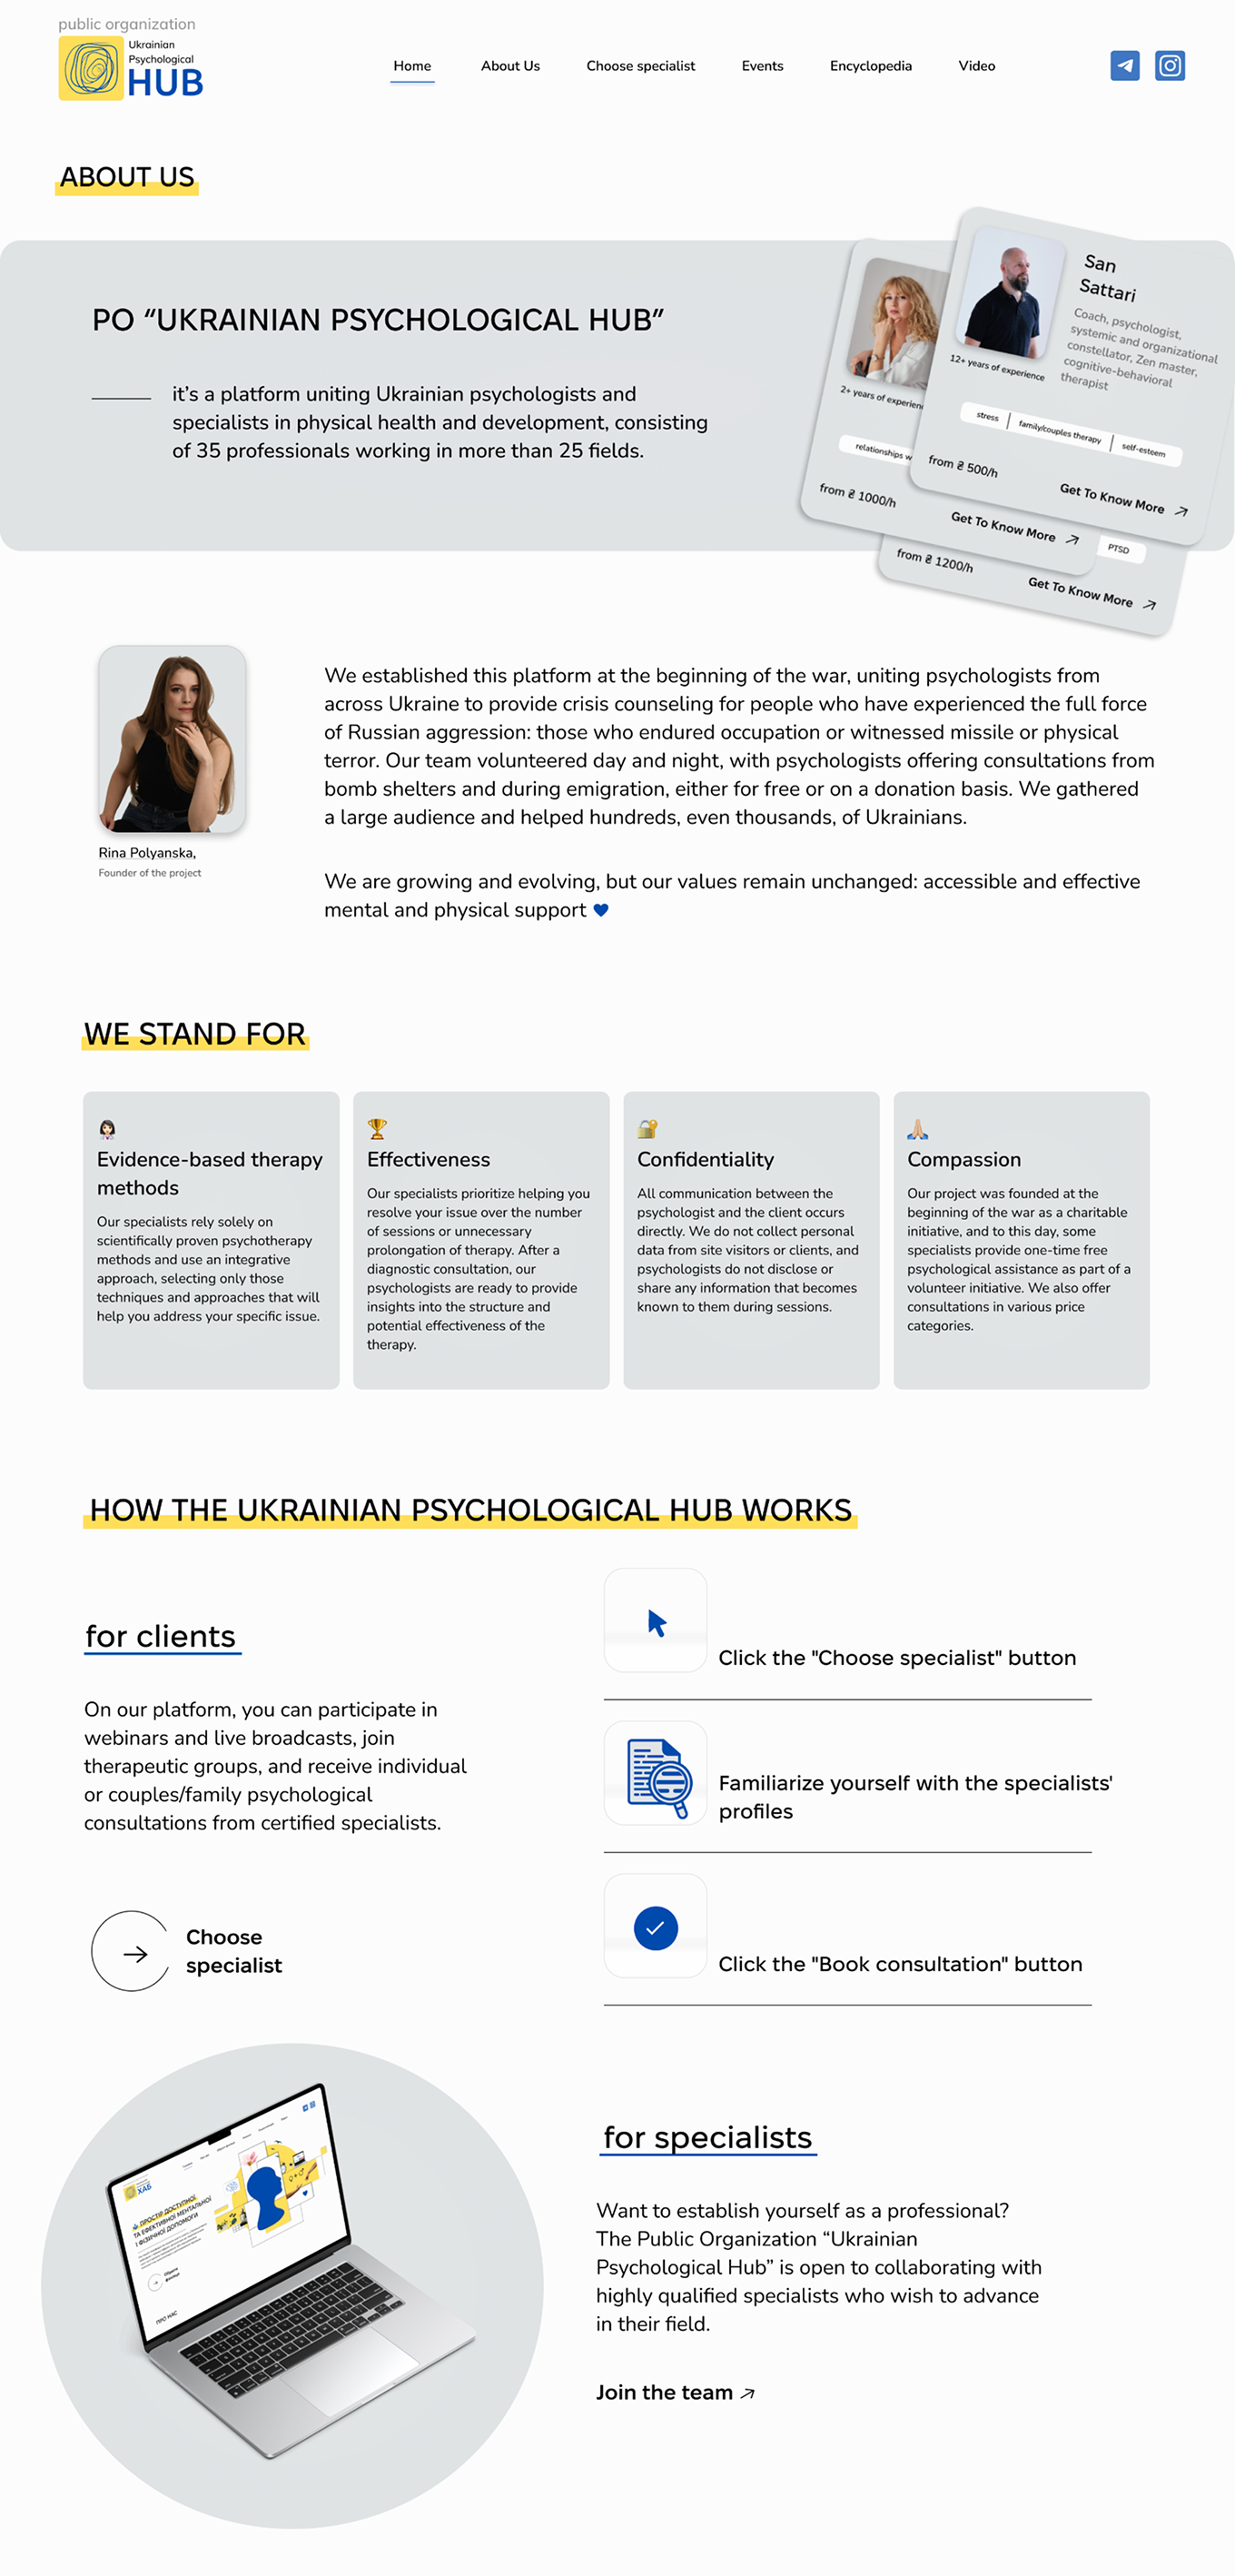 public organization
Ukrainian
Psychological
HUB
Home
About Us
Choose specialist
Events
Encyclopedia
Video
ABOUT US
PO “UKRAINIAN PSYCHOLOGICAL HUB”
it’s a platform uniting Ukrainian psychologists and
specialists in physical health and development, consisting
of 35 professionals working in more than 25 fields.
San
Sattari
Coach, psychologist,
systemic and organizational
constellator, Zen master,
cognitive-behavioral
therapist
12+ years of experience
stress
family/couples therapy
self-esteem
from ₴ 500/h
Get To Know More
2+ years of experien
relationships w
from ₴ 1000/h
Get To Know More
PTSD
from ₴ 1200/h
Get To Know More
Rina Polyanska,
Founder of the project
We established this platform at the beginning of the war, uniting psychologists from
across Ukraine to provide crisis counseling for people who have experienced the full force
of Russian aggression: those who endured occupation or witnessed missile or physical
terror. Our team volunteered day and night, with psychologists offering consultations from
bomb shelters and during emigration, either for free or on a donation basis. We gathered
a large audience and helped hundreds, even thousands, of Ukrainians.
We are growing and evolving, but our values remain unchanged: accessible and effective
mental and physical support 💙
WE STAND FOR
Evidence-based therapy
methods
Our specialists rely solely on
scientifically proven psychotherapy
methods and use an integrative
approach, selecting only those
techniques and approaches that will
help you address your specific issue.
Effectiveness
Our specialists prioritize helping you
resolve your issue over the number
of sessions or unnecessary
prolongation of therapy. After a
diagnostic consultation, our
psychologists are ready to provide
insights into the structure and
potential effectiveness of the
therapy.
Confidentiality
All communication between the
psychologist and the client occurs
directly. We do not collect personal
data from site visitors or clients, and
psychologists do not disclose or
share any information that becomes
known to them during sessions.
Compassion
Our project was founded at the
beginning of the war as a charitable
initiative, and to this day, some
specialists provide one-time free
psychological assistance as part of a
volunteer initiative. We also offer
consultations in various price
categories.
HOW THE UKRAINIAN PSYCHOLOGICAL HUB WORKS
for clients
On our platform, you can participate in
webinars and live broadcasts, join
therapeutic groups, and receive individual
or couples/family psychological
consultations from certified specialists.
Choose
specialist
Click the "Choose specialist" button
Familiarize yourself with the specialists'
profiles
Click the "Book consultation" button
ХАБ
ПРОСТІР ДОСТУПНОЇ
ТА ЕФЕКТИВНОЇ МЕНТАЛЬНОЇ
І ФІЗИЧНОЇ ДОПОМОГИ
ПРО НАС
for specialists
Want to establish yourself as a professional?
The Public Organization “Ukrainian
Psychological Hub” is open to collaborating with
highly qualified specialists who wish to advance
in their field.
Join the team